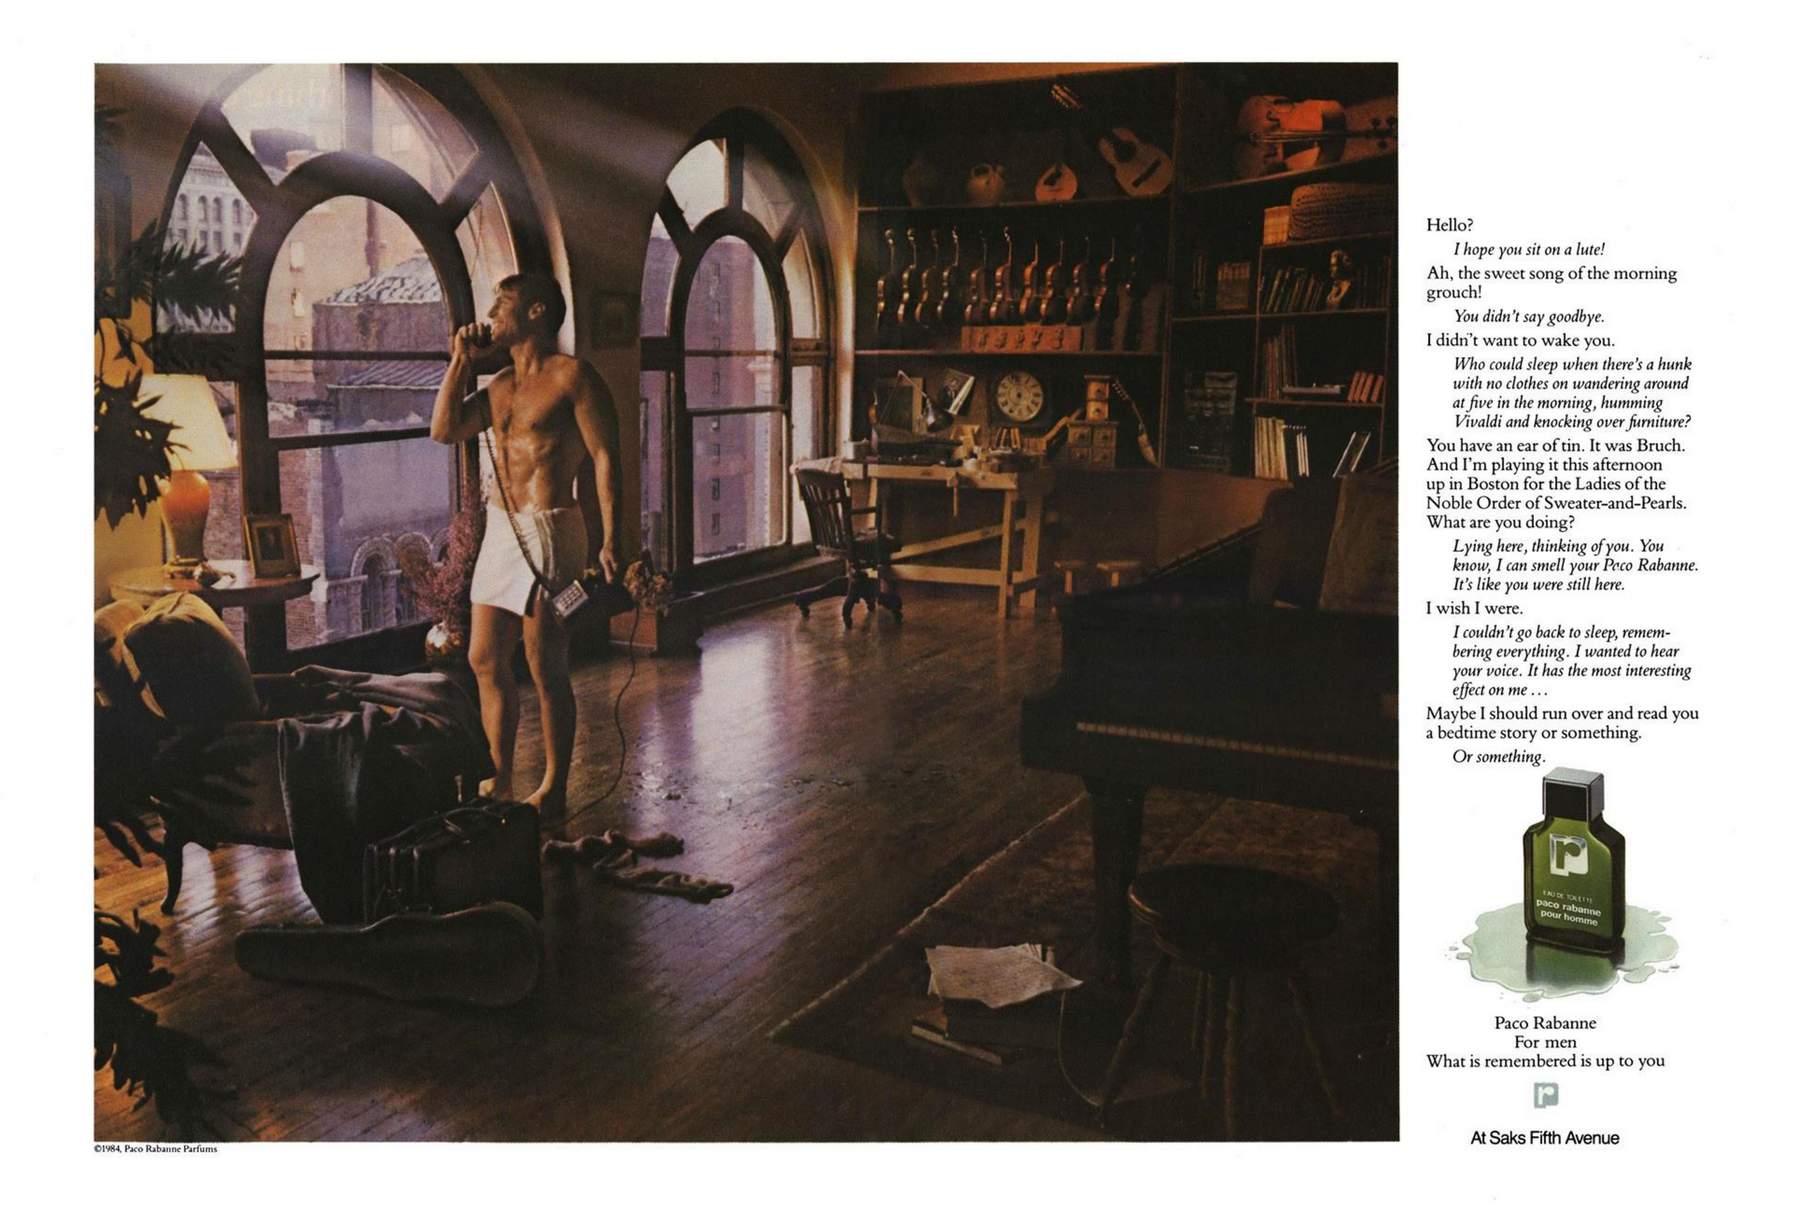 Hello?
I hope you sit on a lute!
Ah, the sweet song of the morning
grouch!
You didn't say goodbye.
I didn't want to wake you.
Who could sleep when there's a hunk
with no clothes on wandering around
at five in the morning, humming
Vivaldi and knocking over furniture?
You have an ear of tin. It was Bruch.
And I'm playing it this afternoon
up in Boston for the Ladies of the
Noble Order of Sweater-and-Pearls.
What are you doing?
Lying here, thinking of you. You
know, I can smell your Paco Rabanne.
It's like you were still here.
I wish I were.
I couldn't go back to sleep, remem-
bering everything. I wanted to hear
your voice. It has the most interesting
effect on me ...
Maybe I should run over and read you
a bedtime story or something.
Or something.
pr
EAU DE TOILETTE
paco rabanne
pour homme
Paco Rabanne
For men
What is remembered is up to you
pr
At Saks Fifth Avenue
©1984, Paco Rabanne Parfums